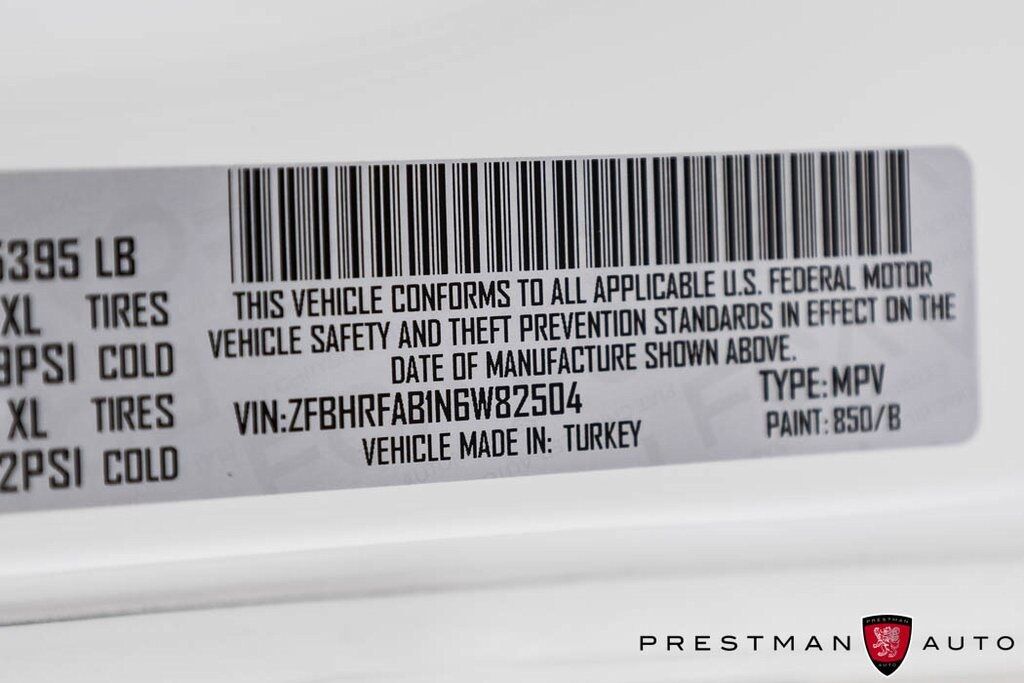 5395 LB
XL TIRES
9PSI COLD
XL TIRES
2PSI COLD
THIS VEHICLE CONFORMS TO ALL APPLICABLE U.S. FEDERAL MOTOR
VEHICLE SAFETY AND THEFT PREVENTION STANDARDS IN EFFECT ON THE
DATE OF MANUFACTURE SHOWN ABOVE.
VIN:ZFBHRFAB1N6W82504
TYPE:MPV
VEHICLE MADE IN: TURKEY
PAINT: 850/B
PRESTMAN AUTO
PRESTMAN
AUTO